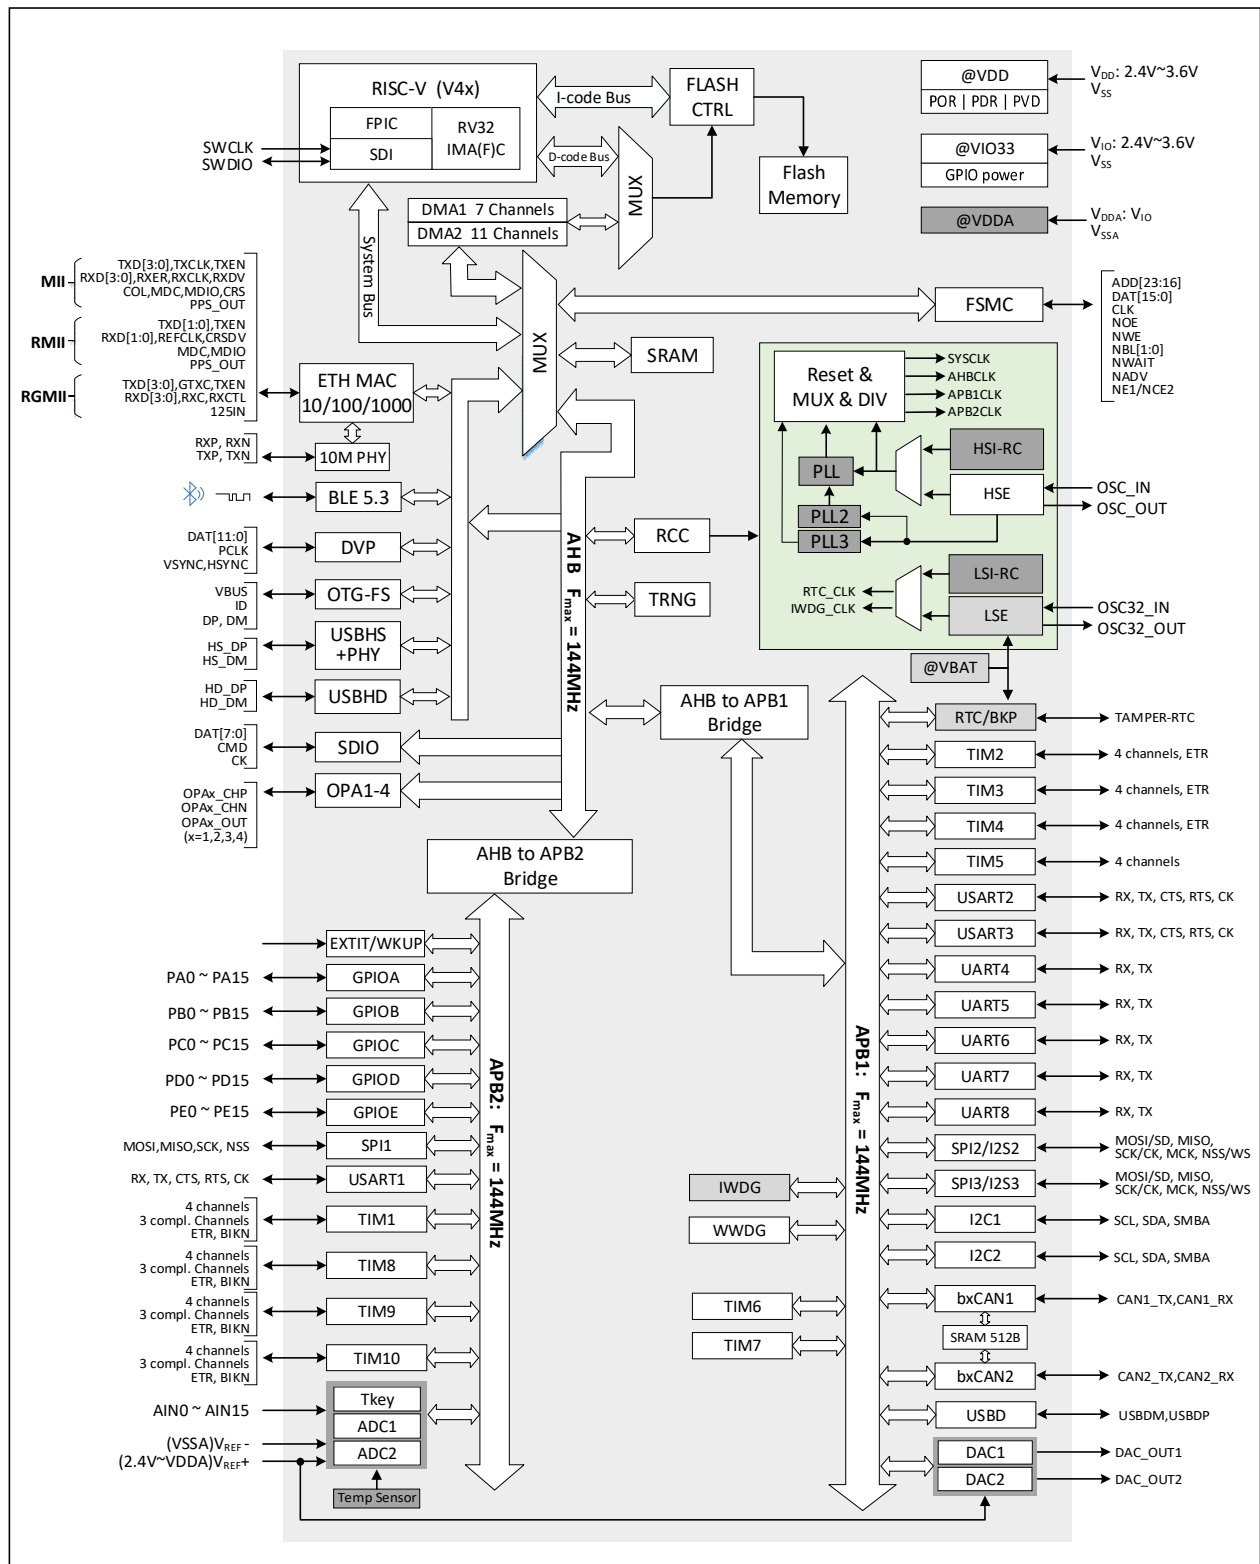 RISC-V (V4x)
FPIC
SDI
RV32
IMA(F)C
SWCLK
SWDIO
I-code Bus
D-code Bus
FLASH
CTRL
MUX
Flash
Memory
@VDD
POR | PDR | PVD
VDD: 2.4V~3.6V
VSS
@VIO33
GPIO power
VIO: 2.4V~3.6V
VSS
@VDDA
VDDA: VIO
VSSA
DMA1 7 Channels
DMA2 11 Channels
System Bus
MUX
MII
TXD[3:0],TXCLK,TXEN
RXD[3:0],RXER,RXCLK,RXDV
COL,MDC,MDIO,CRS
PPS_OUT
RMII
TXD[1:0],TXEN
RXD[1:0],REFCLK,CRSDV
MDC,MDIO
PPS_OUT
RGMII
TXD[3:0],GTXC,TXEN
RXD[3:0],RXC,RXCTL
125IN
ETH MAC
10/100/1000
RXP, RXN
TXP, TXN
10M PHY
BLE 5.3
DAT[11:0]
PCLK
VSYNC,HSYNC
DVP
VBUS
ID
DP, DM
OTG-FS
HS_DP
HS_DM
USBHS
+PHY
HD_DP
HD_DM
USBHD
DAT[7:0]
CMD
CK
SDIO
OPAx_CHP
OPAx_CHN
OPAx_OUT
(x=1,2,3,4)
OPA1-4
FSMC
ADD[23:16]
DAT[15:0]
CLK
NOE
NWE
NBL[1:0]
NWAIT
NADV
NE1/NCE2
SRAM
AHB Fmax = 144MHz
RCC
TRNG
Reset &
MUX & DIV
SYSCLK
AHBCLK
APB1CLK
APB2CLK
PLL
PLL2
PLL3
HSI-RC
HSE
OSC_IN
OSC_OUT
LSI-RC
LSE
RTC_CLK
IWDG_CLK
OSC32_IN
OSC32_OUT
@VBAT
AHB to APB1
Bridge
AHB to APB2
Bridge
EXTIT/WKUP
PA0 ~ PA15
GPIOA
PB0 ~ PB15
GPIOB
PC0 ~ PC15
GPIOC
PD0 ~ PD15
GPIOD
PE0 ~ PE15
GPIOE
MOSI,MISO,SCK, NSS
SPI1
RX, TX, CTS, RTS, CK
USART1
4 channels
3 compl. Channels
ETR, BIKN
TIM1
4 channels
3 compl. Channels
ETR, BIKN
TIM8
4 channels
3 compl. Channels
ETR, BIKN
TIM9
4 channels
3 compl. Channels
ETR, BIKN
TIM10
AIN0 ~ AIN15
(VSSA)VREF -
(2.4V~VDDA)VREF+
Tkey
ADC1
ADC2
Temp Sensor
APB2: Fmax = 144MHz
APB1: Fmax = 144MHz
IWDG
WWDG
TIM6
TIM7
RTC/BKP
TAMPER-RTC
TIM2
4 channels, ETR
TIM3
4 channels, ETR
TIM4
4 channels, ETR
TIM5
4 channels
USART2
RX, TX, CTS, RTS, CK
USART3
RX, TX, CTS, RTS, CK
UART4
RX, TX
UART5
RX, TX
UART6
RX, TX
UART7
RX, TX
UART8
RX, TX
SPI2/I2S2
MOSI/SD, MISO,
SCK/CK, MCK, NSS/WS
SPI3/I2S3
MOSI/SD, MISO,
SCK/CK, MCK, NSS/WS
I2C1
SCL, SDA, SMBA
I2C2
SCL, SDA, SMBA
bxCAN1
CAN1_TX,CAN1_RX
SRAM 512B
bxCAN2
CAN2_TX,CAN2_RX
USBD
USBDM,USBDP
DAC1
DAC_OUT1
DAC2
DAC_OUT2